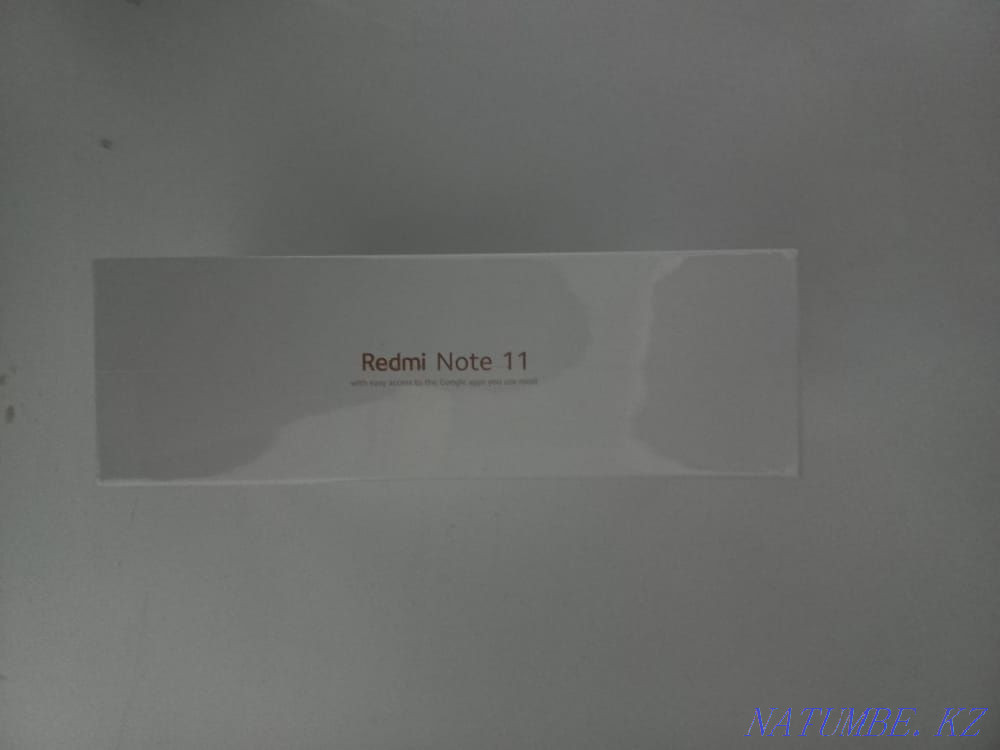 Redmi Note 11
with easy access to the Google apps you use most
NATUMBE.KZ